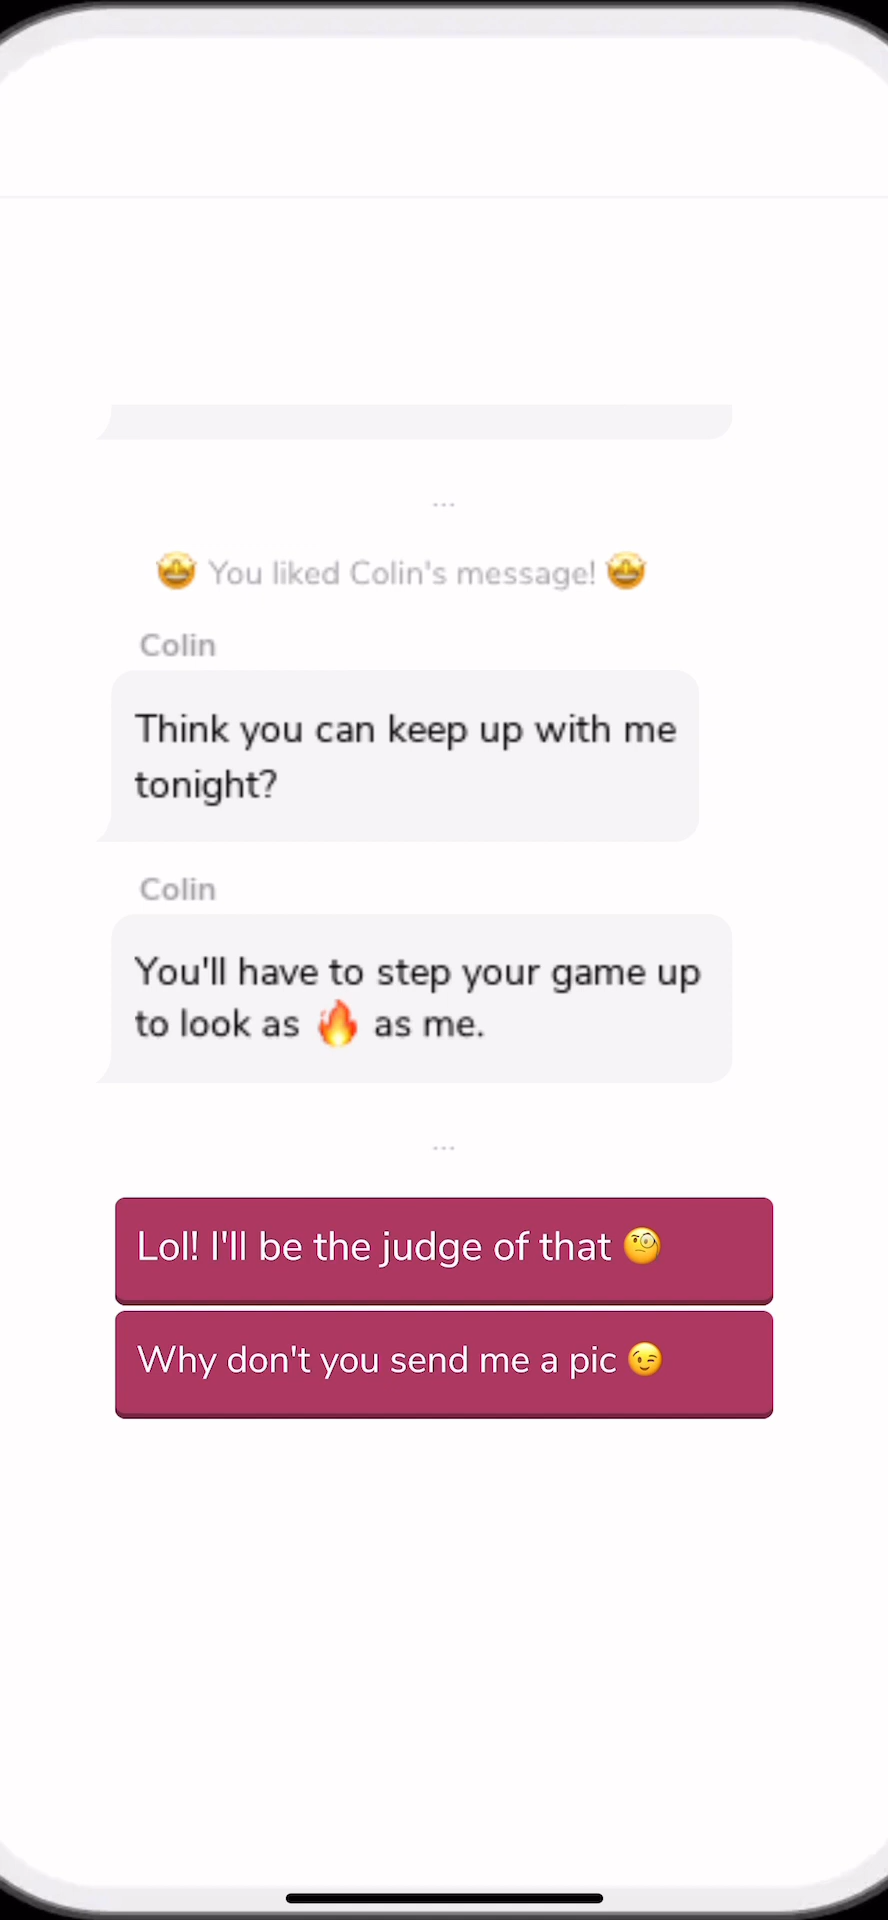 ...
🤩 You liked Colin's message! 🤩
Colin
Think you can keep up with me
tonight?
Colin
You'll have to step your game up
to look as 🔥 as me.
...
Lol! I'll be the judge of that 🧐
Why don't you send me a pic 😉